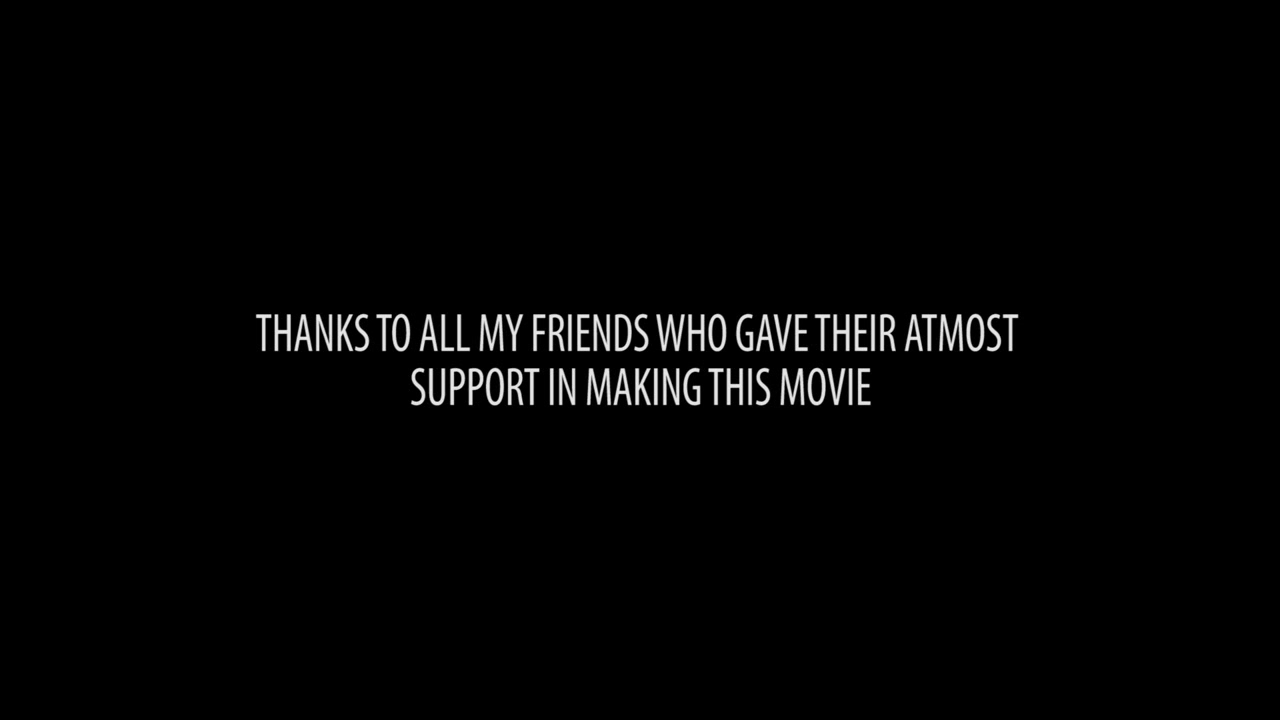 THANKS TO ALL MY FRIENDS WHO GAVE THEIR ATMOST
SUPPORT IN MAKING THIS MOVIE